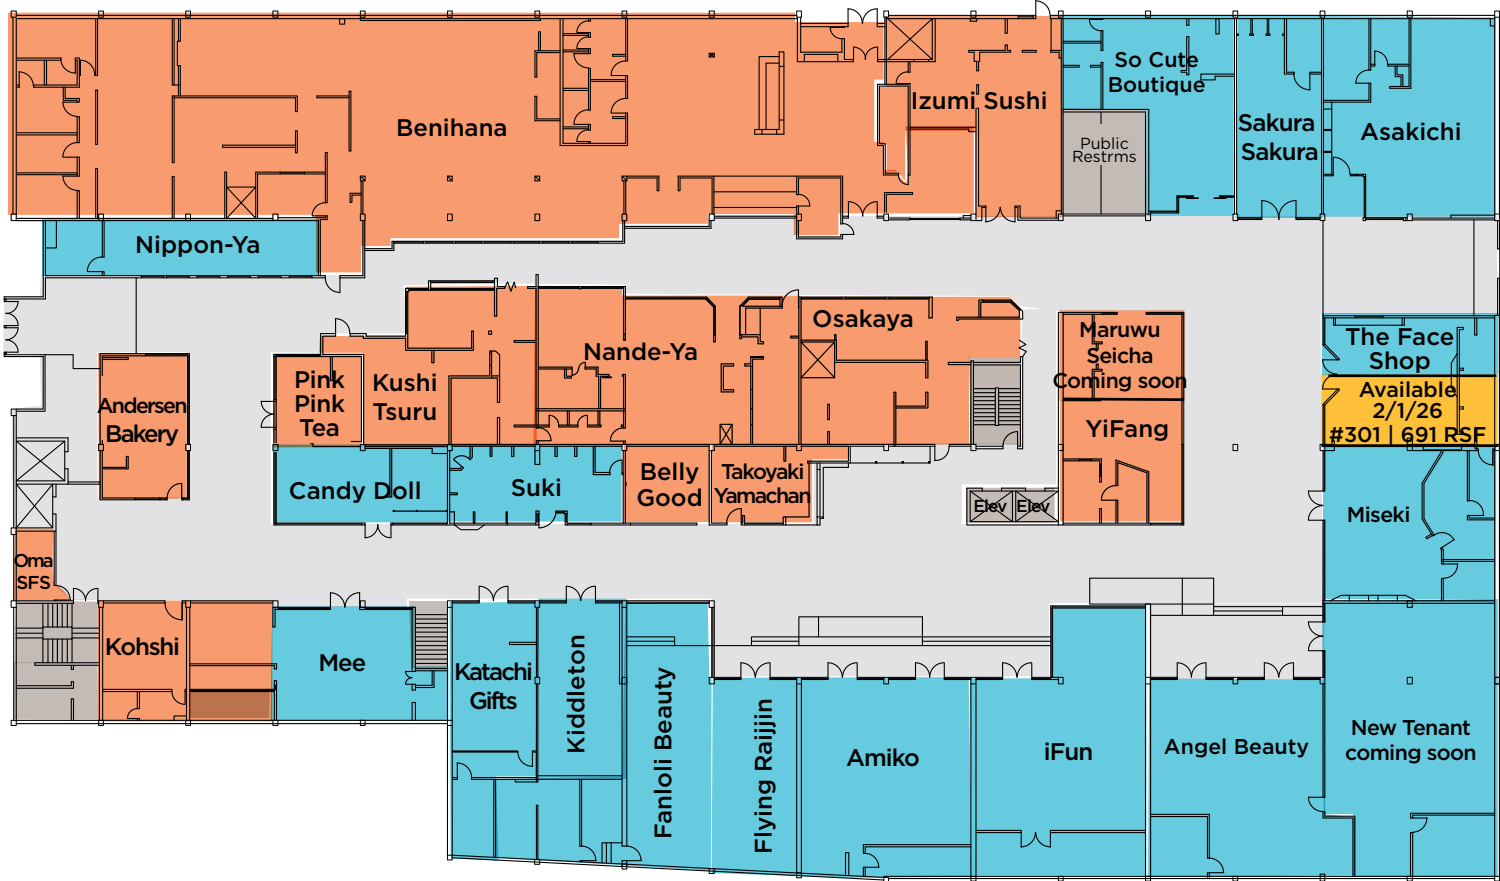 Benihana
Izumi Sushi
So Cute
Boutique
Public
Restrms
Sakura
Sakura
Asakichi
Nippon-Ya
Osakaya
Nande-Ya
Maruwu
Seicha
Coming soon
The Face
Shop
Available
2/1/26
#301 | 691 RSF
Andersen
Bakery
Pink
Pink
Tea
Kushi
Tsuru
YiFang
Candy Doll
Suki
Belly
Good
Takoyaki
Yamachan
Elev
Elev
Miseki
Oma
SFS
Kohshi
Mee
Katachi
Gifts
Kiddleton
Fanloli Beauty
Flying Raijjin
Amiko
iFun
Angel Beauty
New Tenant
coming soon